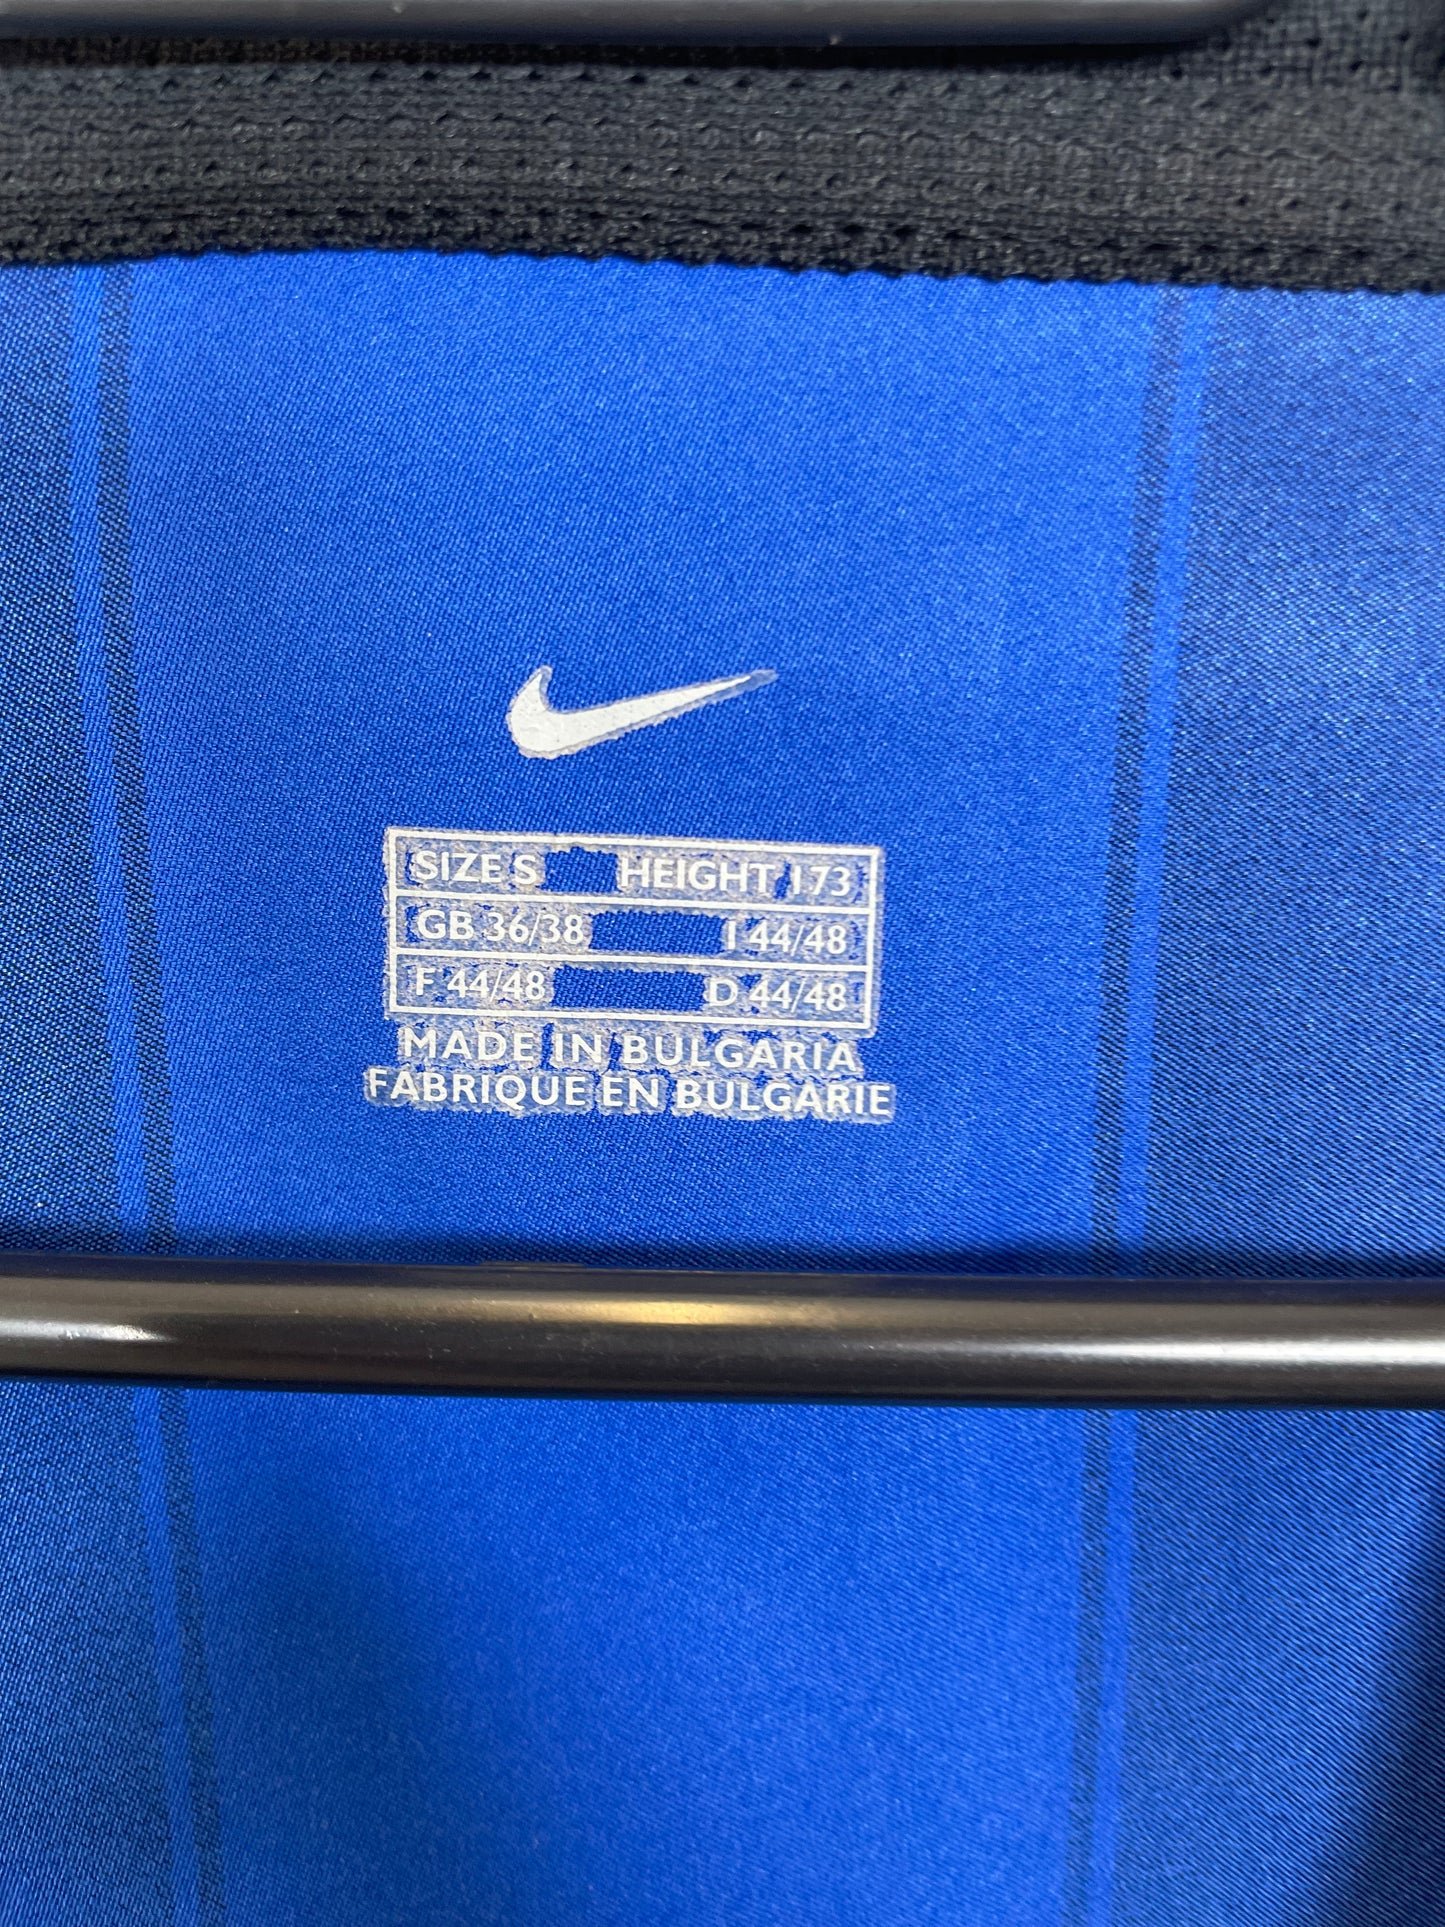 SIZE S HEIGHT 173
GB 36/38 I 44/48
F 44/48 D 44/48
MADE IN BULGARIA
FABRIQUE EN BULGARIE